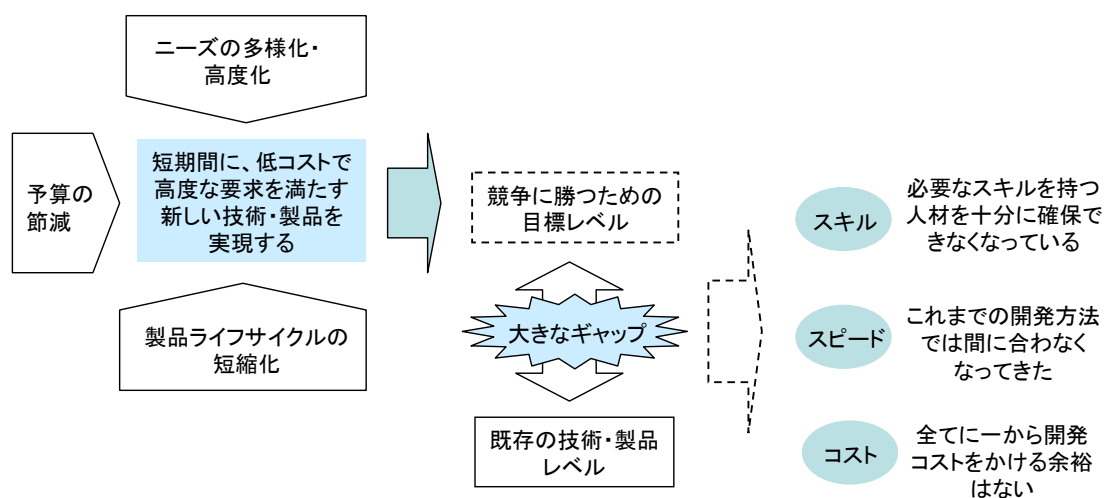 ニーズの多様化・
高度化
予算の
節減
短期間に、低コストで
高度な要求を満たす
新しい技術・製品を
実現する
製品ライフサイクルの
短縮化
競争に勝つための
目標レベル
大きなギャップ
既存の技術・製品
レベル
スキル
必要なスキルを持つ
人材を十分に確保で
きなくなっている
スピード
これまでの開発方法
では間に合わなく
なってきた
コスト
全てに一から開発
コストをかける余裕
はない